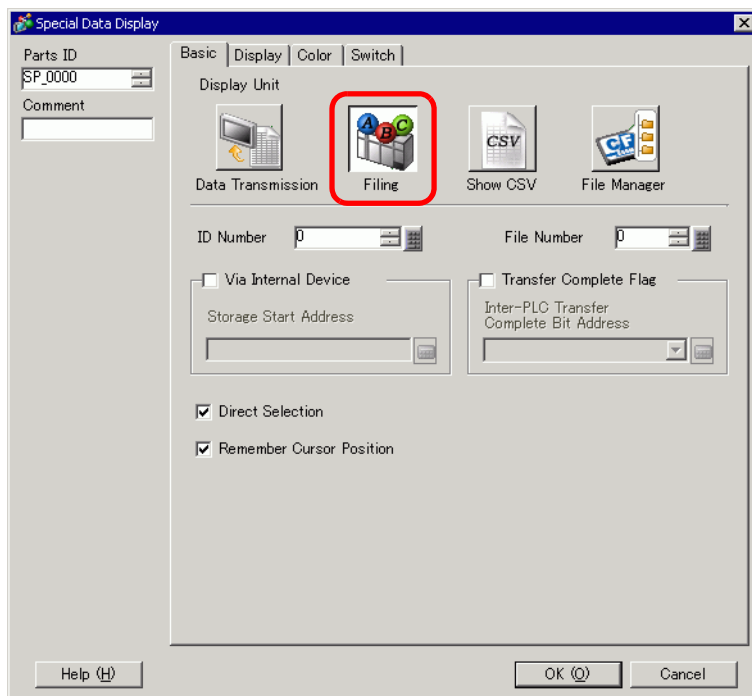 Special Data Display
Parts ID
SP_0000
Comment
Basic
Display
Color
Switch
Display Unit
A
B
C
CSV
CF
Data Transmission
Filing
Show CSV
File Manager
ID Number
0
File Number
0
Via Internal Device
Transfer Complete Flag
Storage Start Address
Inter-PLC Transfer
Complete Bit Address
Direct Selection
Remember Cursor Position
Help (H)
OK (O)
Cancel